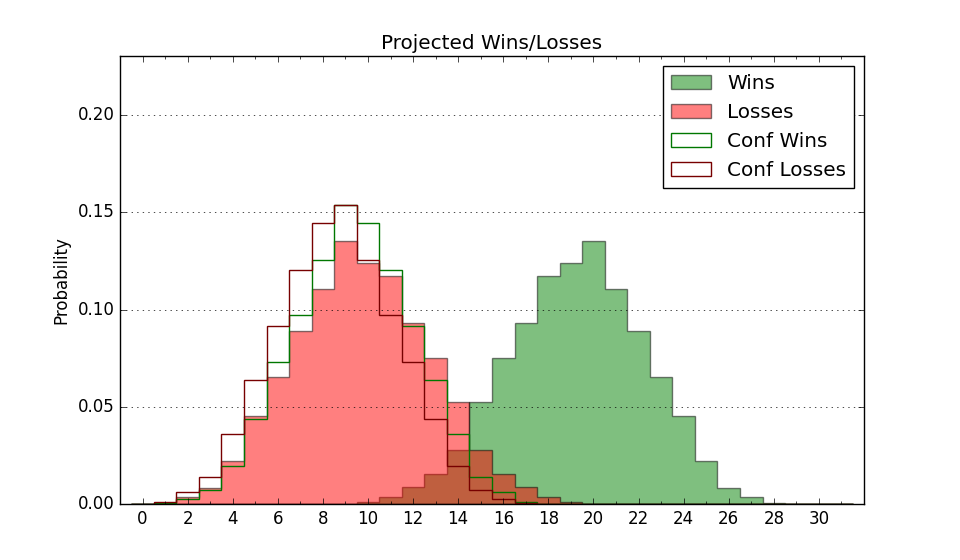 Projected Wins/Losses
Wins
Losses
Conf Wins
Conf Losses
0.20
0.15
0.10
0.05
0.00
Probability
0 2 4 6 8 10 12 14 16 18 20 22 24 26 28 30